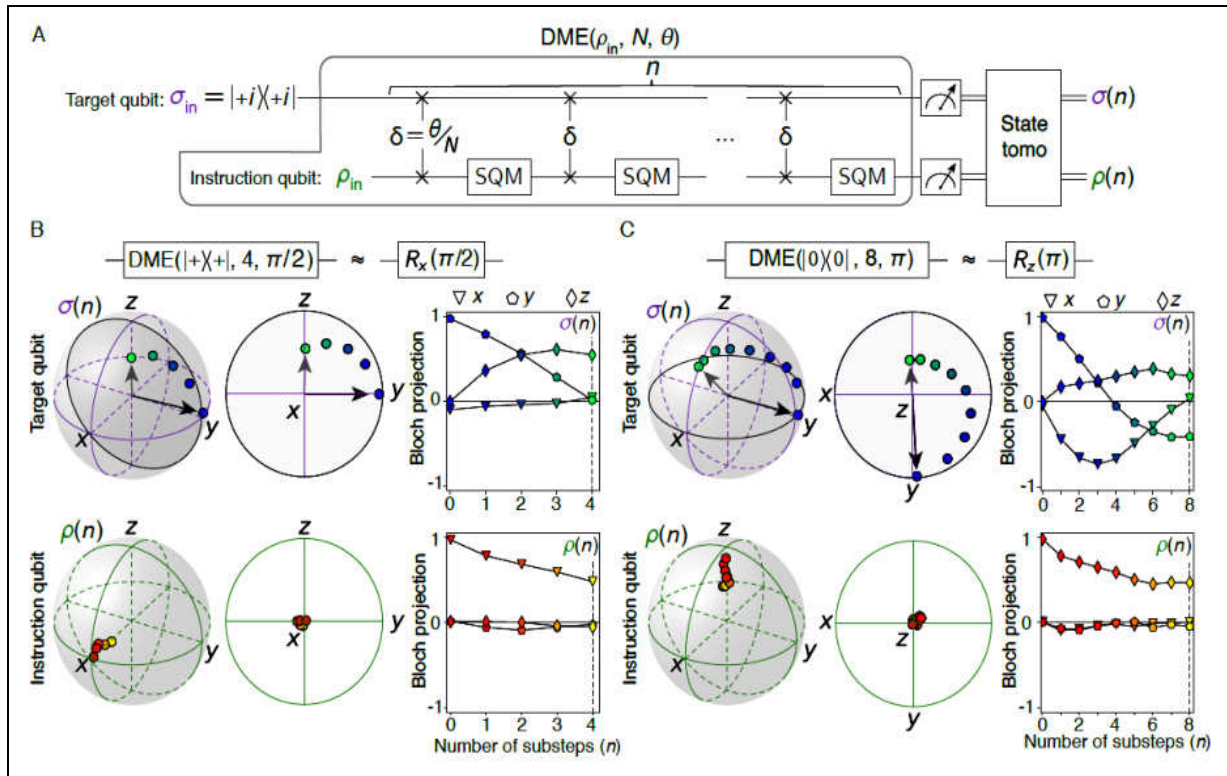 A
DME(ρin, N, θ)
n
Target qubit: σin = |+i⟩⟨+i|
σ(n)
δ = θ/N
δ
...
δ
State
tomo
Instruction qubit: ρin
SQM
SQM
SQM
ρ(n)
B
DME(|+⟩⟨+|, 4, π/2) ≈ Rx(π/2)
Target qubit
σ(n)
z
x
y
z
x
y
▽ x ⬠ y ◊ z
σ(n)
Bloch projection
1
0
-1
0 1 2 3 4
Instruction qubit
ρ(n)
z
x
y
z
x
y
ρ(n)
Bloch projection
1
0
-1
0 1 2 3 4
Number of substeps (n)
C
DME(|0⟩⟨0|, 8, π) ≈ Rz(π)
Target qubit
σ(n)
z
x
y
x
z
y
▽ x ⬠ y ◊ z
σ(n)
Bloch projection
1
0
-1
0 2 4 6 8
Instruction qubit
ρ(n)
z
x
y
x
z
y
ρ(n)
Bloch projection
1
0
-1
0 2 4 6 8
Number of substeps (n)